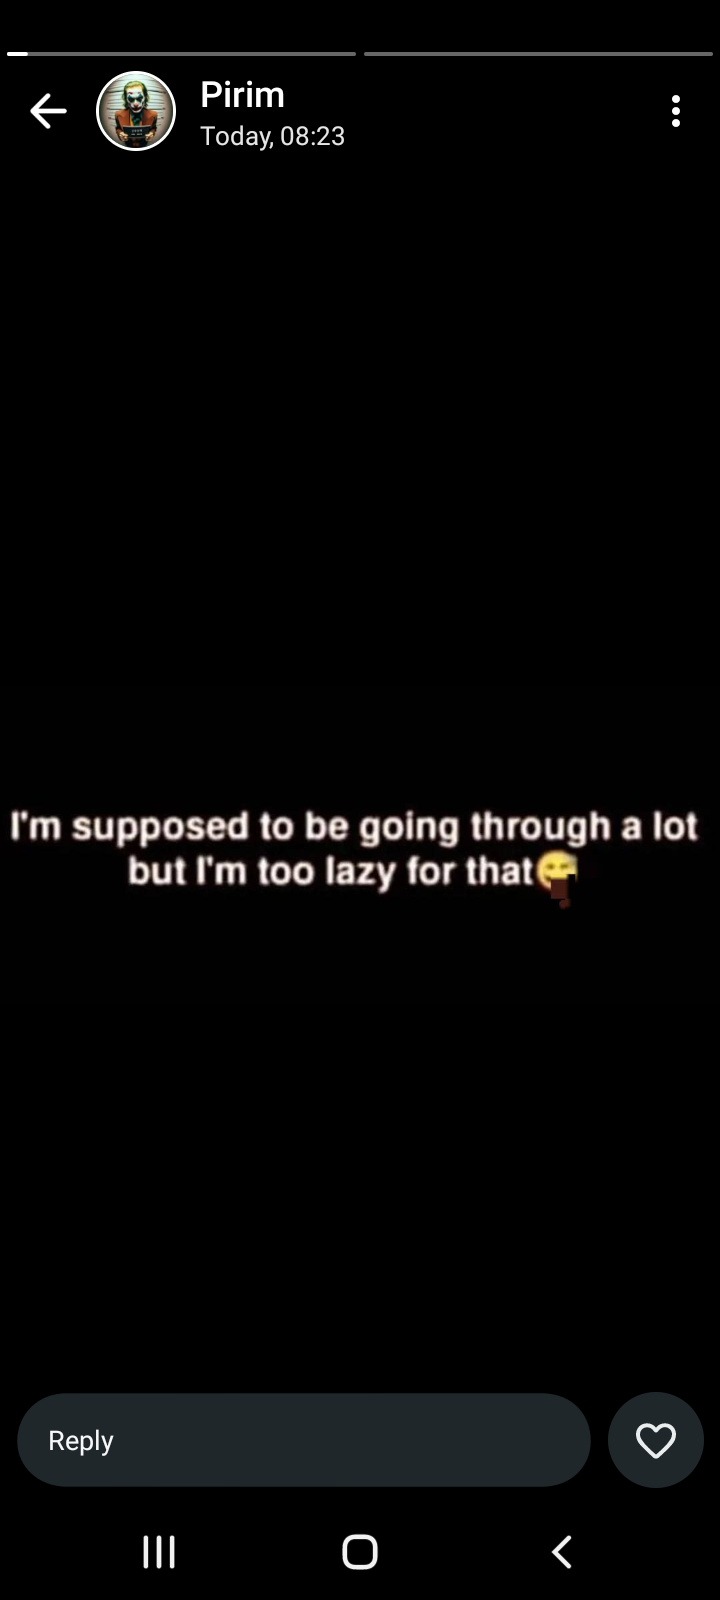 Pirim
Today, 08:23
I'm supposed to be going through a lot
but I'm too lazy for that😅
Reply